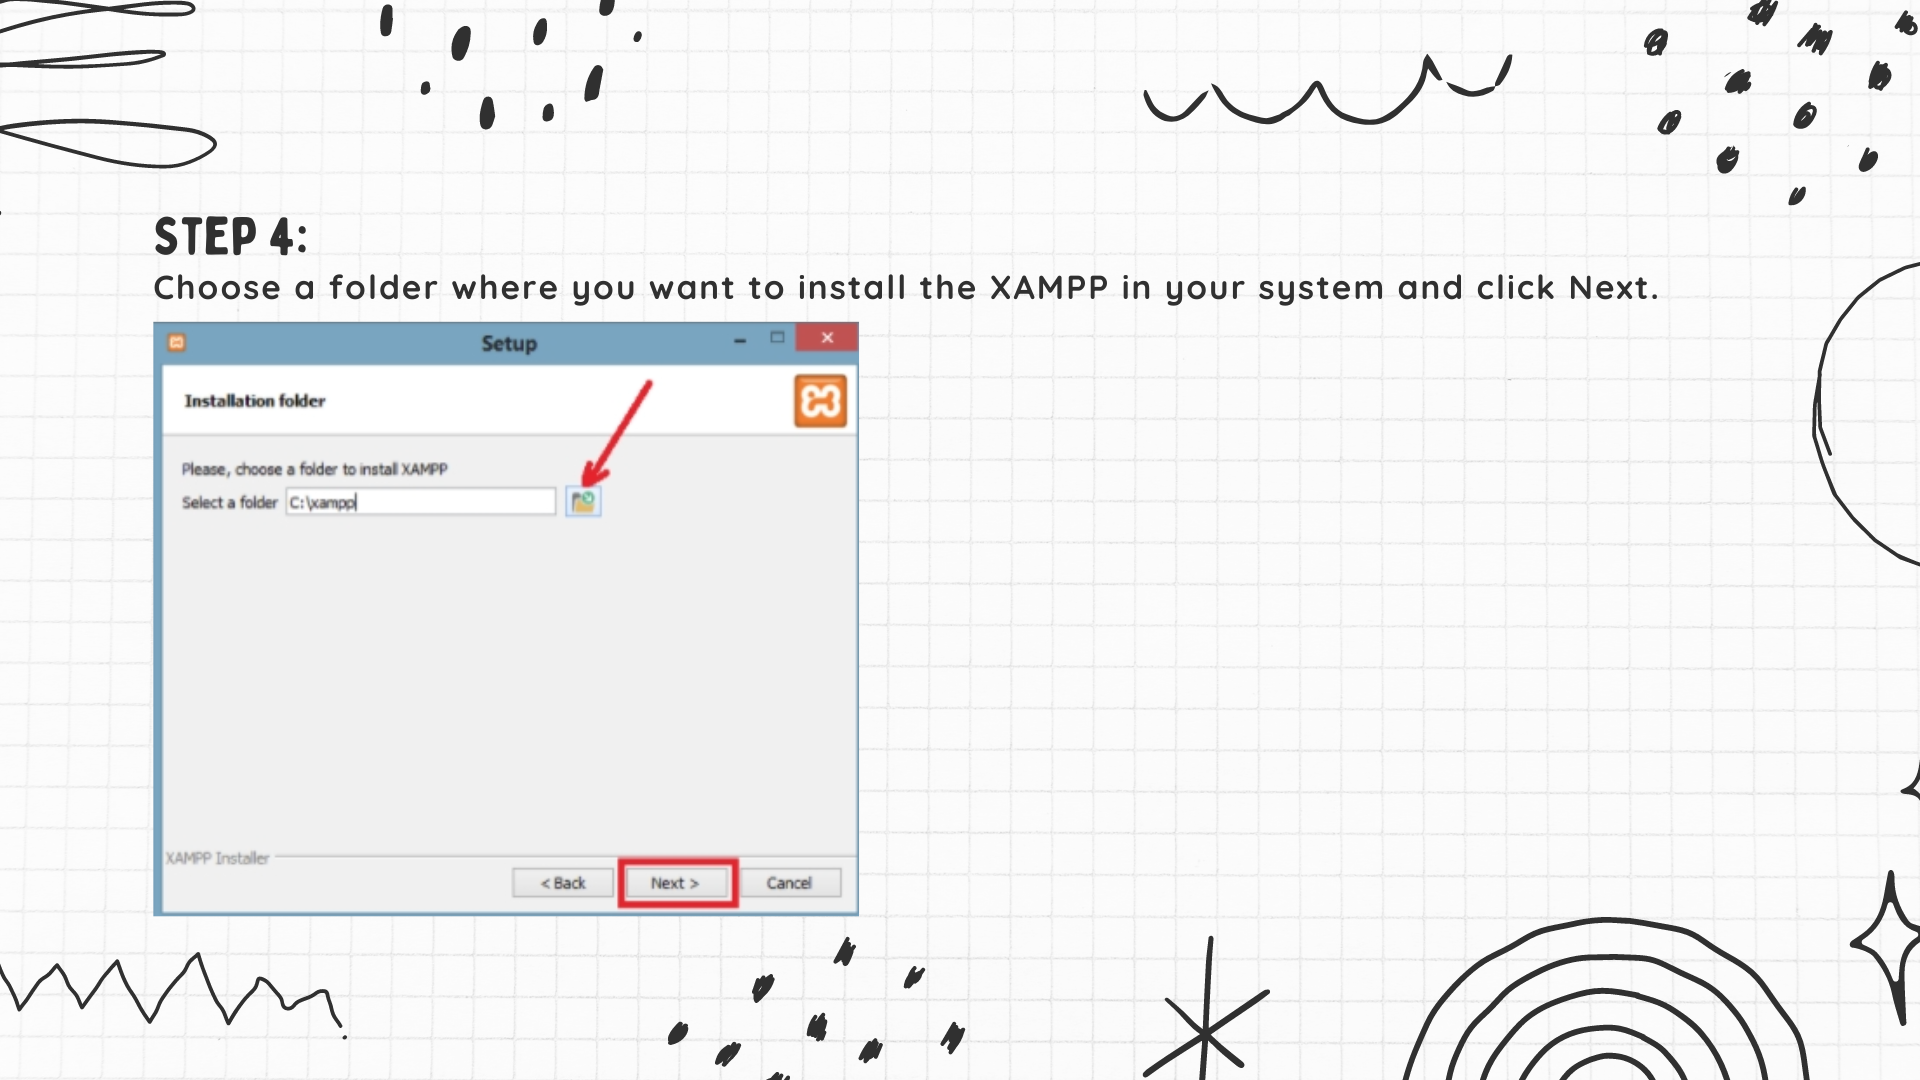 STEP 4:
Choose a folder where you want to install the XAMPP in your system and click Next.
Setup
Installation folder
Please, choose a folder to install XAMPP
Select a folder C:\xampp
XAMPP Installer
< Back Next > Cancel